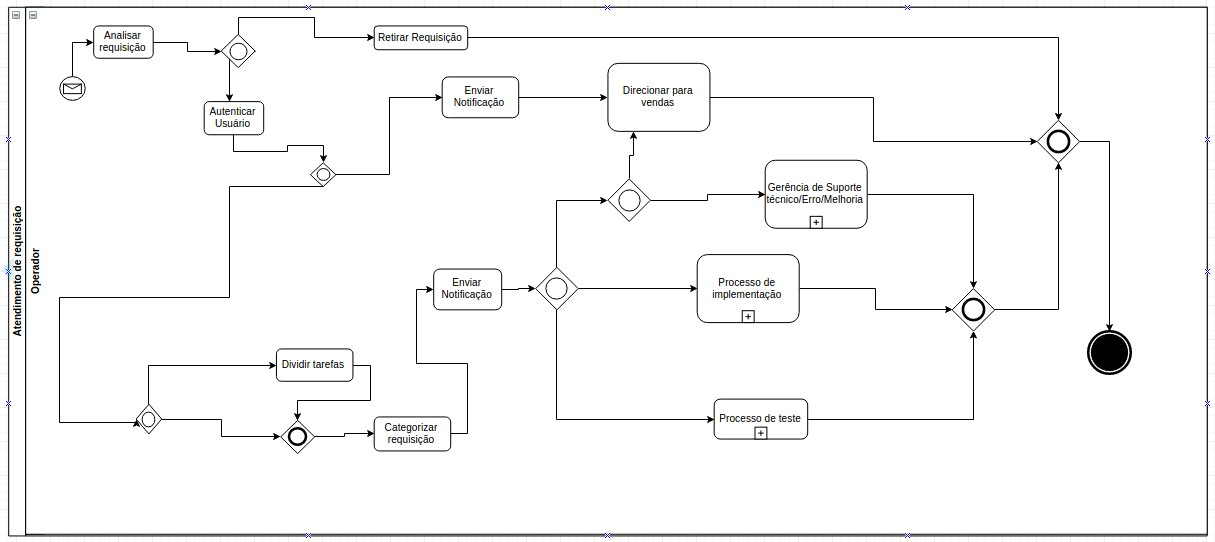 Atendimento de requisição
Operador
Analisar
requisição
Retirar Requisição
Autenticar
Usuário
Enviar
Notificação
Direcionar para
vendas
Gerência de Suporte
técnico/Erro/Melhoria
Enviar
Notificação
Processo de
implementação
Dividir tarefas
Categorizar
requisição
Processo de teste